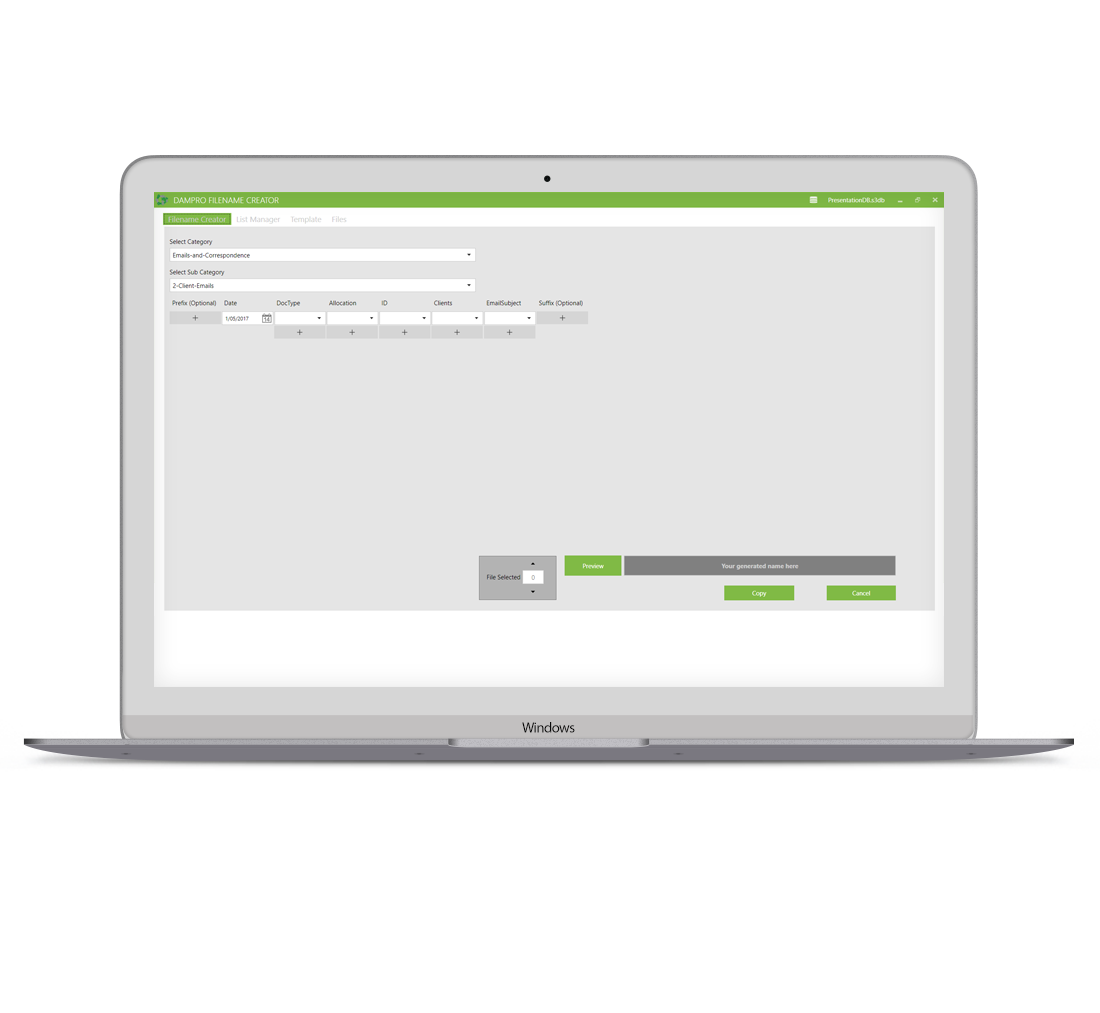 DAMPRO FILENAME CREATOR PresentationDB.s3db
Filename Creator List Manager Template Files
Select Category
Emails-and-Correspondence
Select Sub Category
2-Client-Emails
Prefix (Optional) Date DocType Allocation ID Clients EmailSubject Suffix (Optional)
+ 1/05/2017 14 +
+ + + + +
File Selected 0 Preview Your generated name here
Copy Cancel
Windows